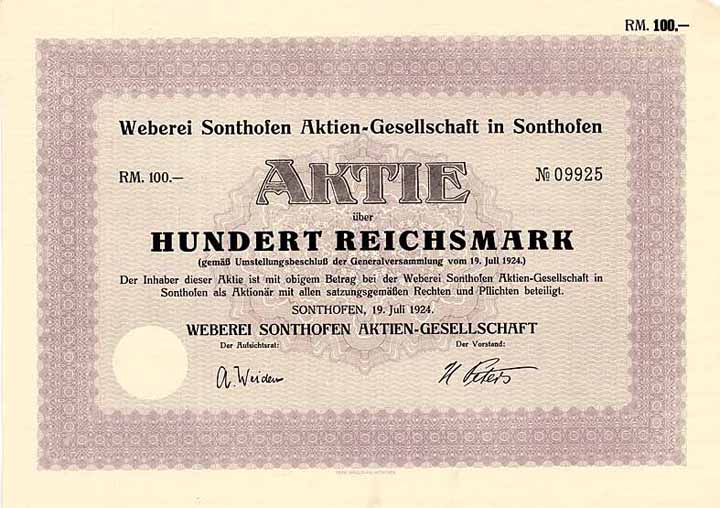 RM. 100.—
Weberei Sonthofen Aktien-Gesellschaft in Sonthofen
RM. 100.—
AKTIE
№ 09925
über
HUNDERT REICHSMARK
(gemäß Umstellungsbeschluß der Generalversammlung vom 19. Juli 1924.)
Der Inhaber dieser Aktie ist mit obigem Betrag bei der Weberei Sonthofen Aktien-Gesellschaft in
Sonthofen als Aktionär mit allen satzungsgemäßen Rechten und Pflichten beteiligt.
SONTHOFEN, 19. Juli 1924.
WEBEREI SONTHOFEN AKTIEN-GESELLSCHAFT
Der Aufsichtsrat:
Der Vorstand:
A. Weiden
H Peters